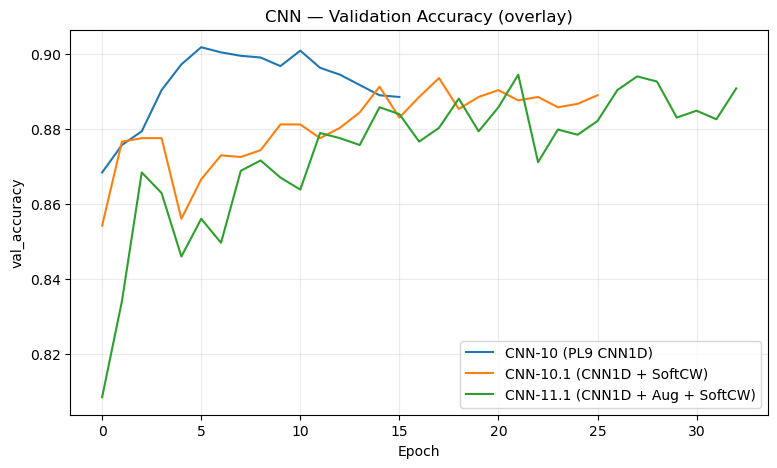 CNN — Validation Accuracy (overlay)
0.90
0.88
0.86
0.84
0.82
val_accuracy
CNN-10 (PL9 CNN1D)
CNN-10.1 (CNN1D + SoftCW)
CNN-11.1 (CNN1D + Aug + SoftCW)
0 5 10 15 20 25 30
Epoch